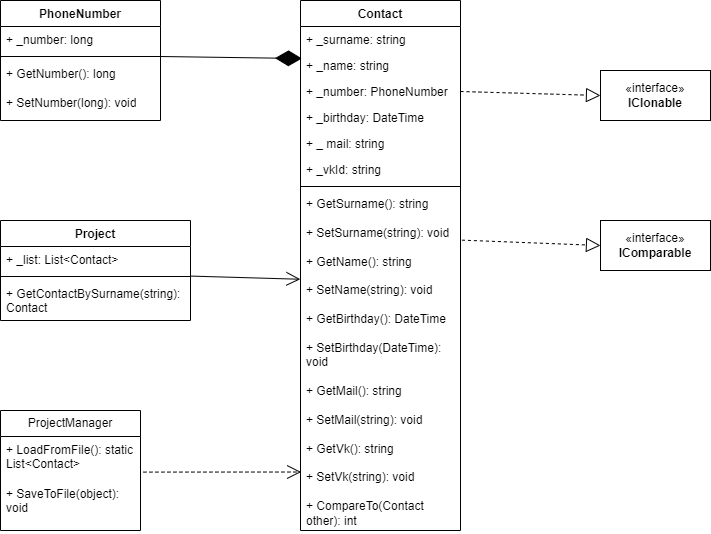 PhoneNumber
+ _number: long
+ GetNumber(): long
+ SetNumber(long): void
Contact
+ _surname: string
+ _name: string
+ _number: PhoneNumber
+ _birthday: DateTime
+ _ mail: string
+ _vkId: string
+ GetSurname(): string
+ SetSurname(string): void
+ GetName(): string
+ SetName(string): void
+ GetBirthday(): DateTime
+ SetBirthday(DateTime):
void
+ GetMail(): string
+ SetMail(string): void
+ GetVk(): string
+ SetVk(string): void
+ CompareTo(Contact
other): int
«interface»
IClonable
«interface»
IComparable
Project
+ _list: List<Contact>
+ GetContactBySurname(string):
Contact
ProjectManager
+ LoadFromFile(): static
List<Contact>
+ SaveToFile(object):
void